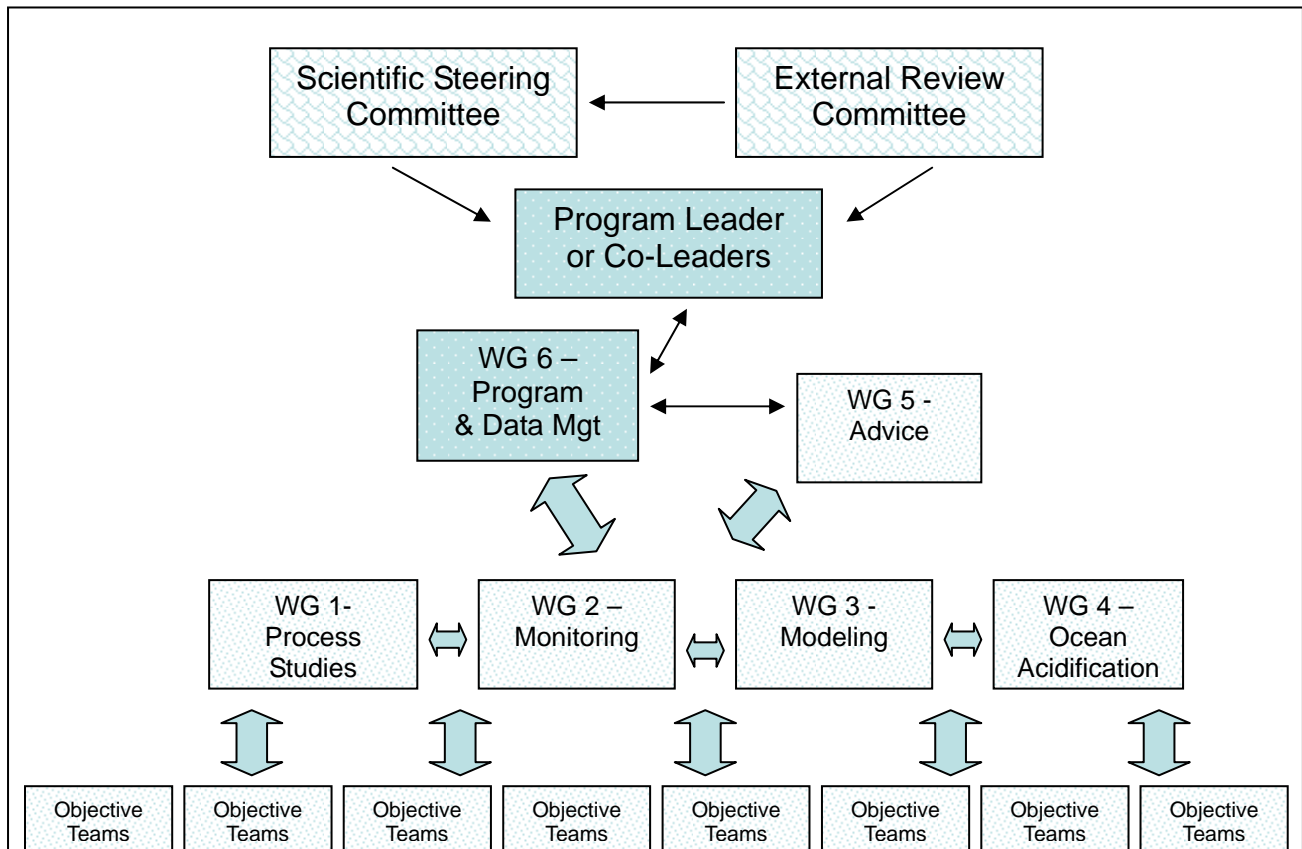 Scientific Steering
Committee
External Review
Committee
Program Leader
or Co-Leaders
WG 6 –
Program
& Data Mgt
WG 5 -
Advice
WG 1-
Process
Studies
WG 2 –
Monitoring
WG 3 -
Modeling
WG 4 –
Ocean
Acidification
Objective
Teams
Objective
Teams
Objective
Teams
Objective
Teams
Objective
Teams
Objective
Teams
Objective
Teams
Objective
Teams